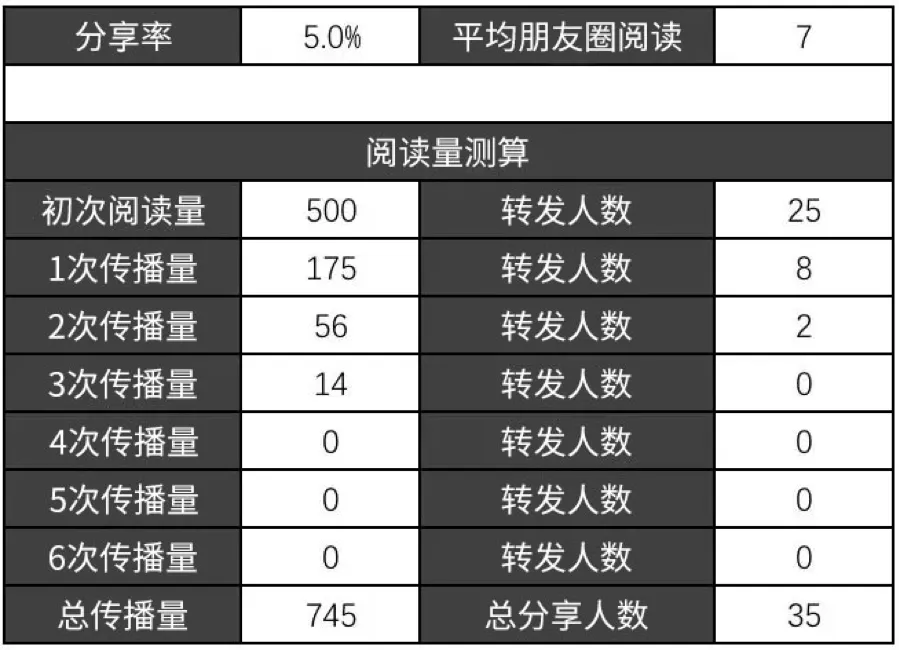 分享率 5.0% 平均朋友圈阅读 7
阅读量测算
初次阅读量 500 转发人数 25
1次传播量 175 转发人数 8
2次传播量 56 转发人数 2
3次传播量 14 转发人数 0
4次传播量 0 转发人数 0
5次传播量 0 转发人数 0
6次传播量 0 转发人数 0
总传播量 745 总分享人数 35